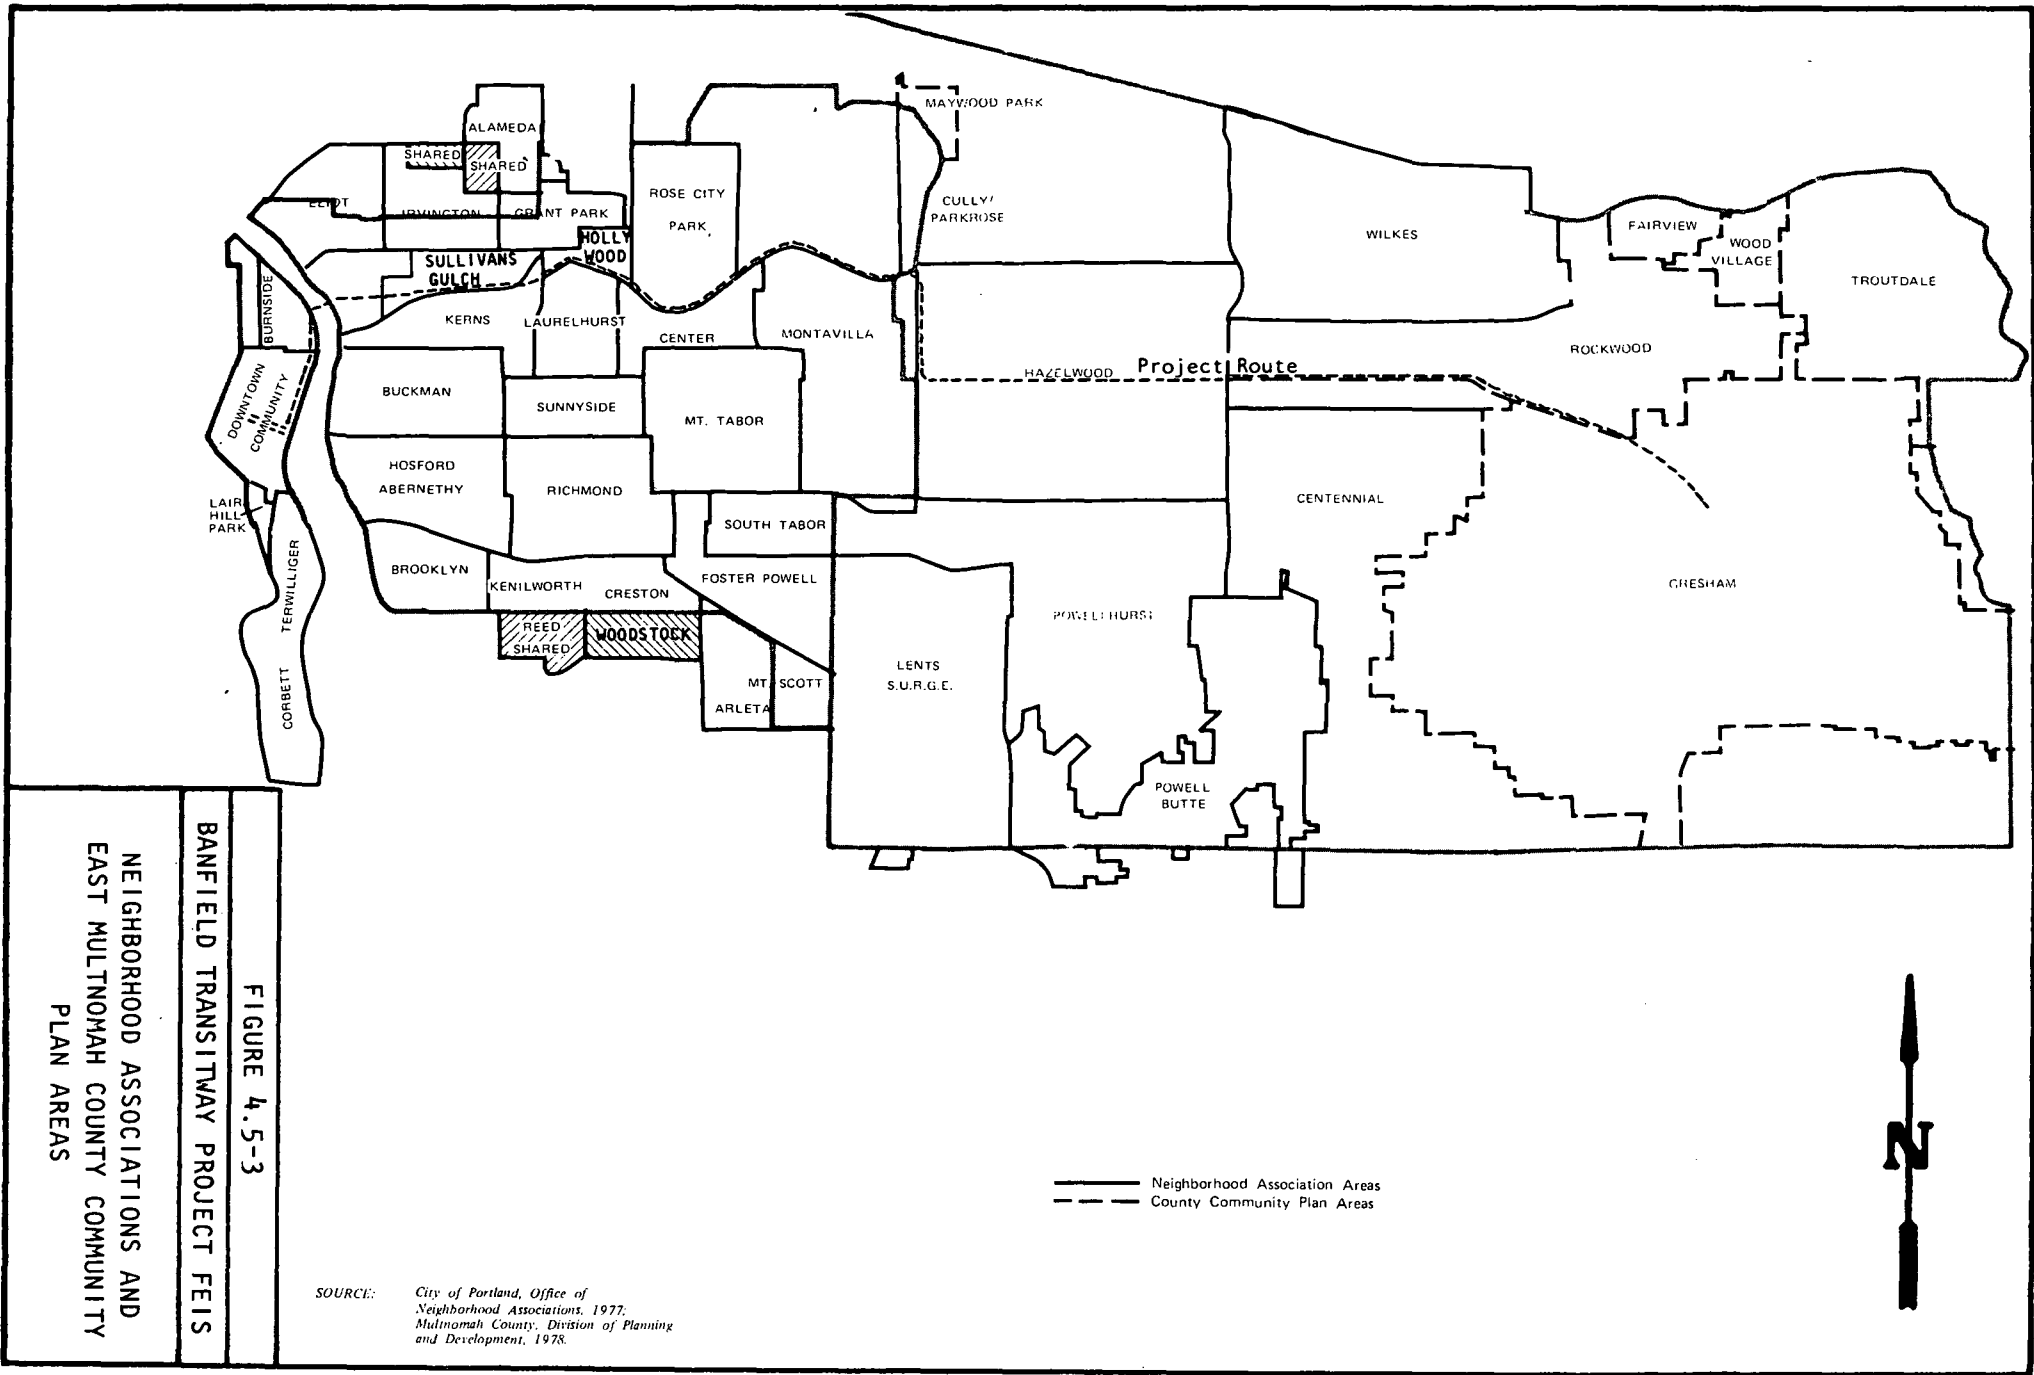 MAYWOOD PARK
ALAMEDA
SHARED
SHARED
ELIOT
IRVINGTON
GRANT PARK
ROSE CITY
PARK
CULLY/
PARKROSE
WILKES
FAIRVIEW
WOOD
VILLAGE
TROUTDALE
HOLLY
WOOD
SULLIVANS
GULCH
BURNSIDE
KERNS
LAURELHURST
CENTER
MONTAVILLA
ROCKWOOD
HAZELWOOD
Project Route
DOWNTOWN
COMMUNITY
BUCKMAN
SUNNYSIDE
MT. TABOR
HOSFORD
ABERNETHY
RICHMOND
CENTENNIAL
LAIR
HILL
PARK
SOUTH TABOR
TERWILLIGER
CORBETT
BROOKLYN
KENILWORTH
CRESTON
FOSTER POWELL
GRESHAM
POWELLHURST
REED
SHARED
WOODSTOCK
LENTS
S.U.R.G.E.
MT. SCOTT
ARLETA
POWELL
BUTTE
FIGURE 4.5-3
BANFIELD TRANSITWAY PROJECT FEIS
NEIGHBORHOOD ASSOCIATIONS AND
EAST MULTNOMAH COUNTY COMMUNITY
PLAN AREAS
N
Neighborhood Association Areas
County Community Plan Areas
SOURCE: City of Portland, Office of
Neighborhood Associations, 1977;
Multnomah County, Division of Planning
and Development, 1978.